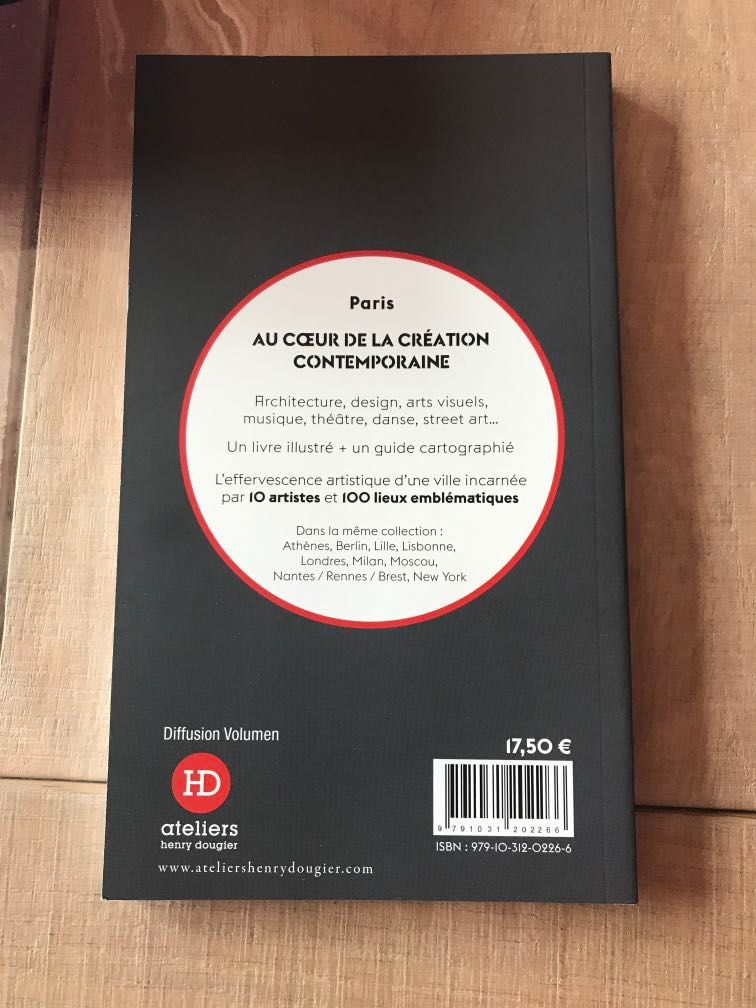 Paris
AU CŒUR DE LA CRÉATION
CONTEMPORAINE
Architecture, design, arts visuels,
musique, théâtre, danse, street art...
Un livre illustré + un guide cartographié
L'effervescence artistique d'une ville incarnée
par 10 artistes et 100 lieux emblématiques
Dans la même collection :
Athènes, Berlin, Lille, Lisbonne,
Londres, Milan, Moscou,
Nantes / Rennes / Brest, New York
Diffusion Volumen
HD
ateliers
henry dougier
www.ateliershenrydougier.com
17,50 €
9 791031 202266
ISBN : 979-10-312-0226-6